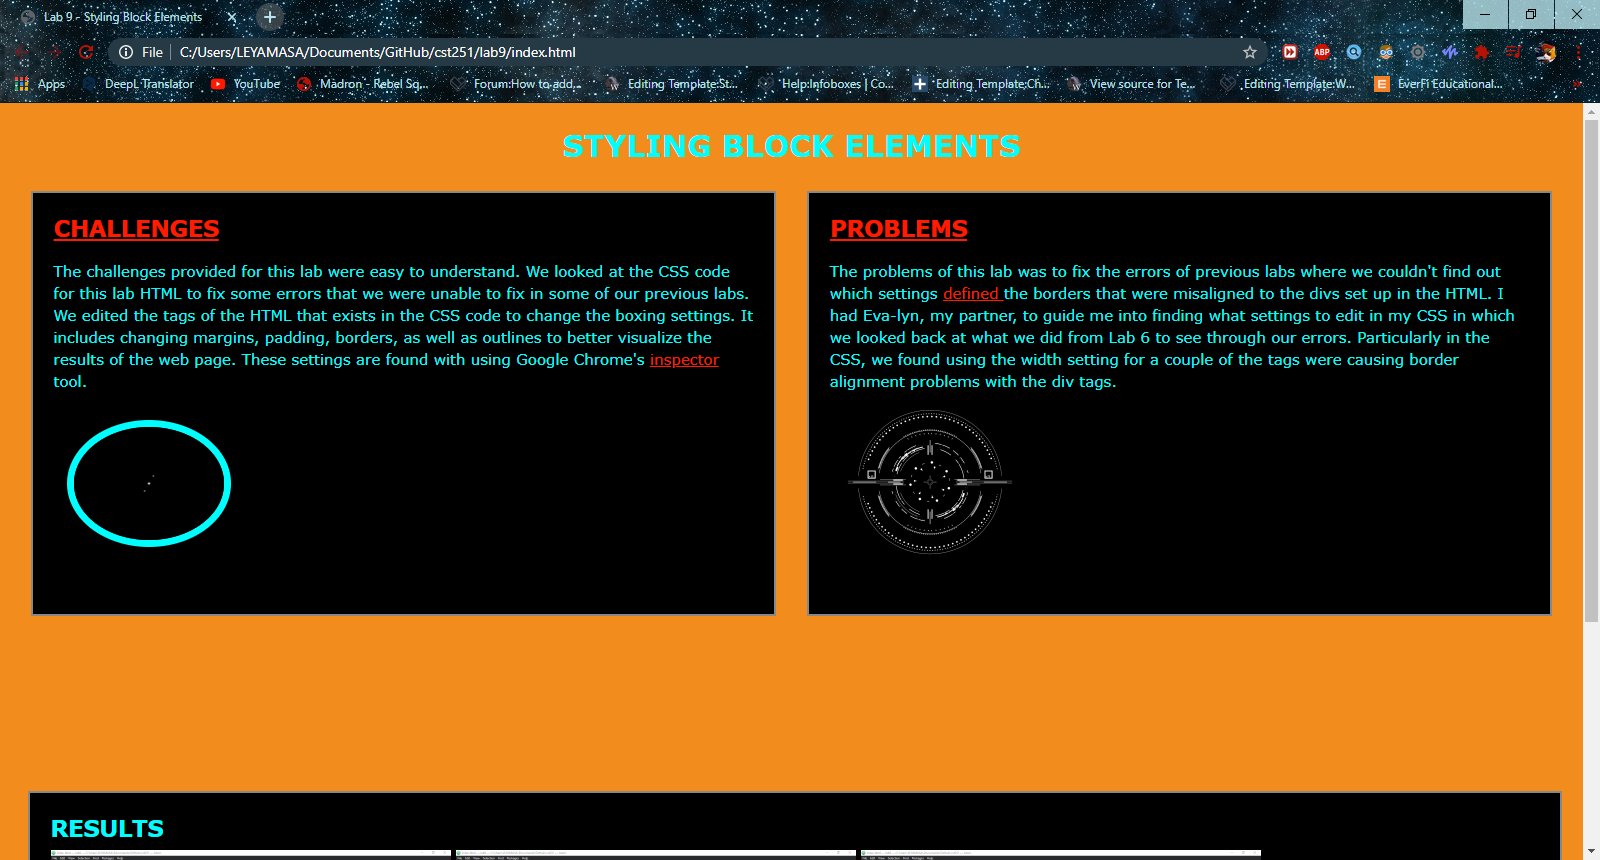 Lab 9 - Styling Block Elements
File C:/Users/LEYAMASA/Documents/GitHub/cst251/lab9/index.html
ABP
Apps DeepL Translator YouTube Madron - Rebel Sq... Forum:How to add... Editing Template:St... Help:Infoboxes | Co... Editing Template:Ch... View source for Te... Editing Template:W... E EverFi Educational...
STYLING BLOCK ELEMENTS
CHALLENGES
The challenges provided for this lab were easy to understand. We looked at the CSS code
for this lab HTML to fix some errors that we were unable to fix in some of our previous labs.
We edited the tags of the HTML that exists in the CSS code to change the boxing settings. It
includes changing margins, padding, borders, as well as outlines to better visualize the
results of the web page. These settings are found with using Google Chrome's inspector
tool.
PROBLEMS
The problems of this lab was to fix the errors of previous labs where we couldn't find out
which settings defined the borders that were misaligned to the divs set up in the HTML. I
had Eva-lyn, my partner, to guide me into finding what settings to edit in my CSS in which
we looked back at what we did from Lab 6 to see through our errors. Particularly in the
CSS, we found using the width setting for a couple of the tags were causing border
alignment problems with the div tags.
RESULTS